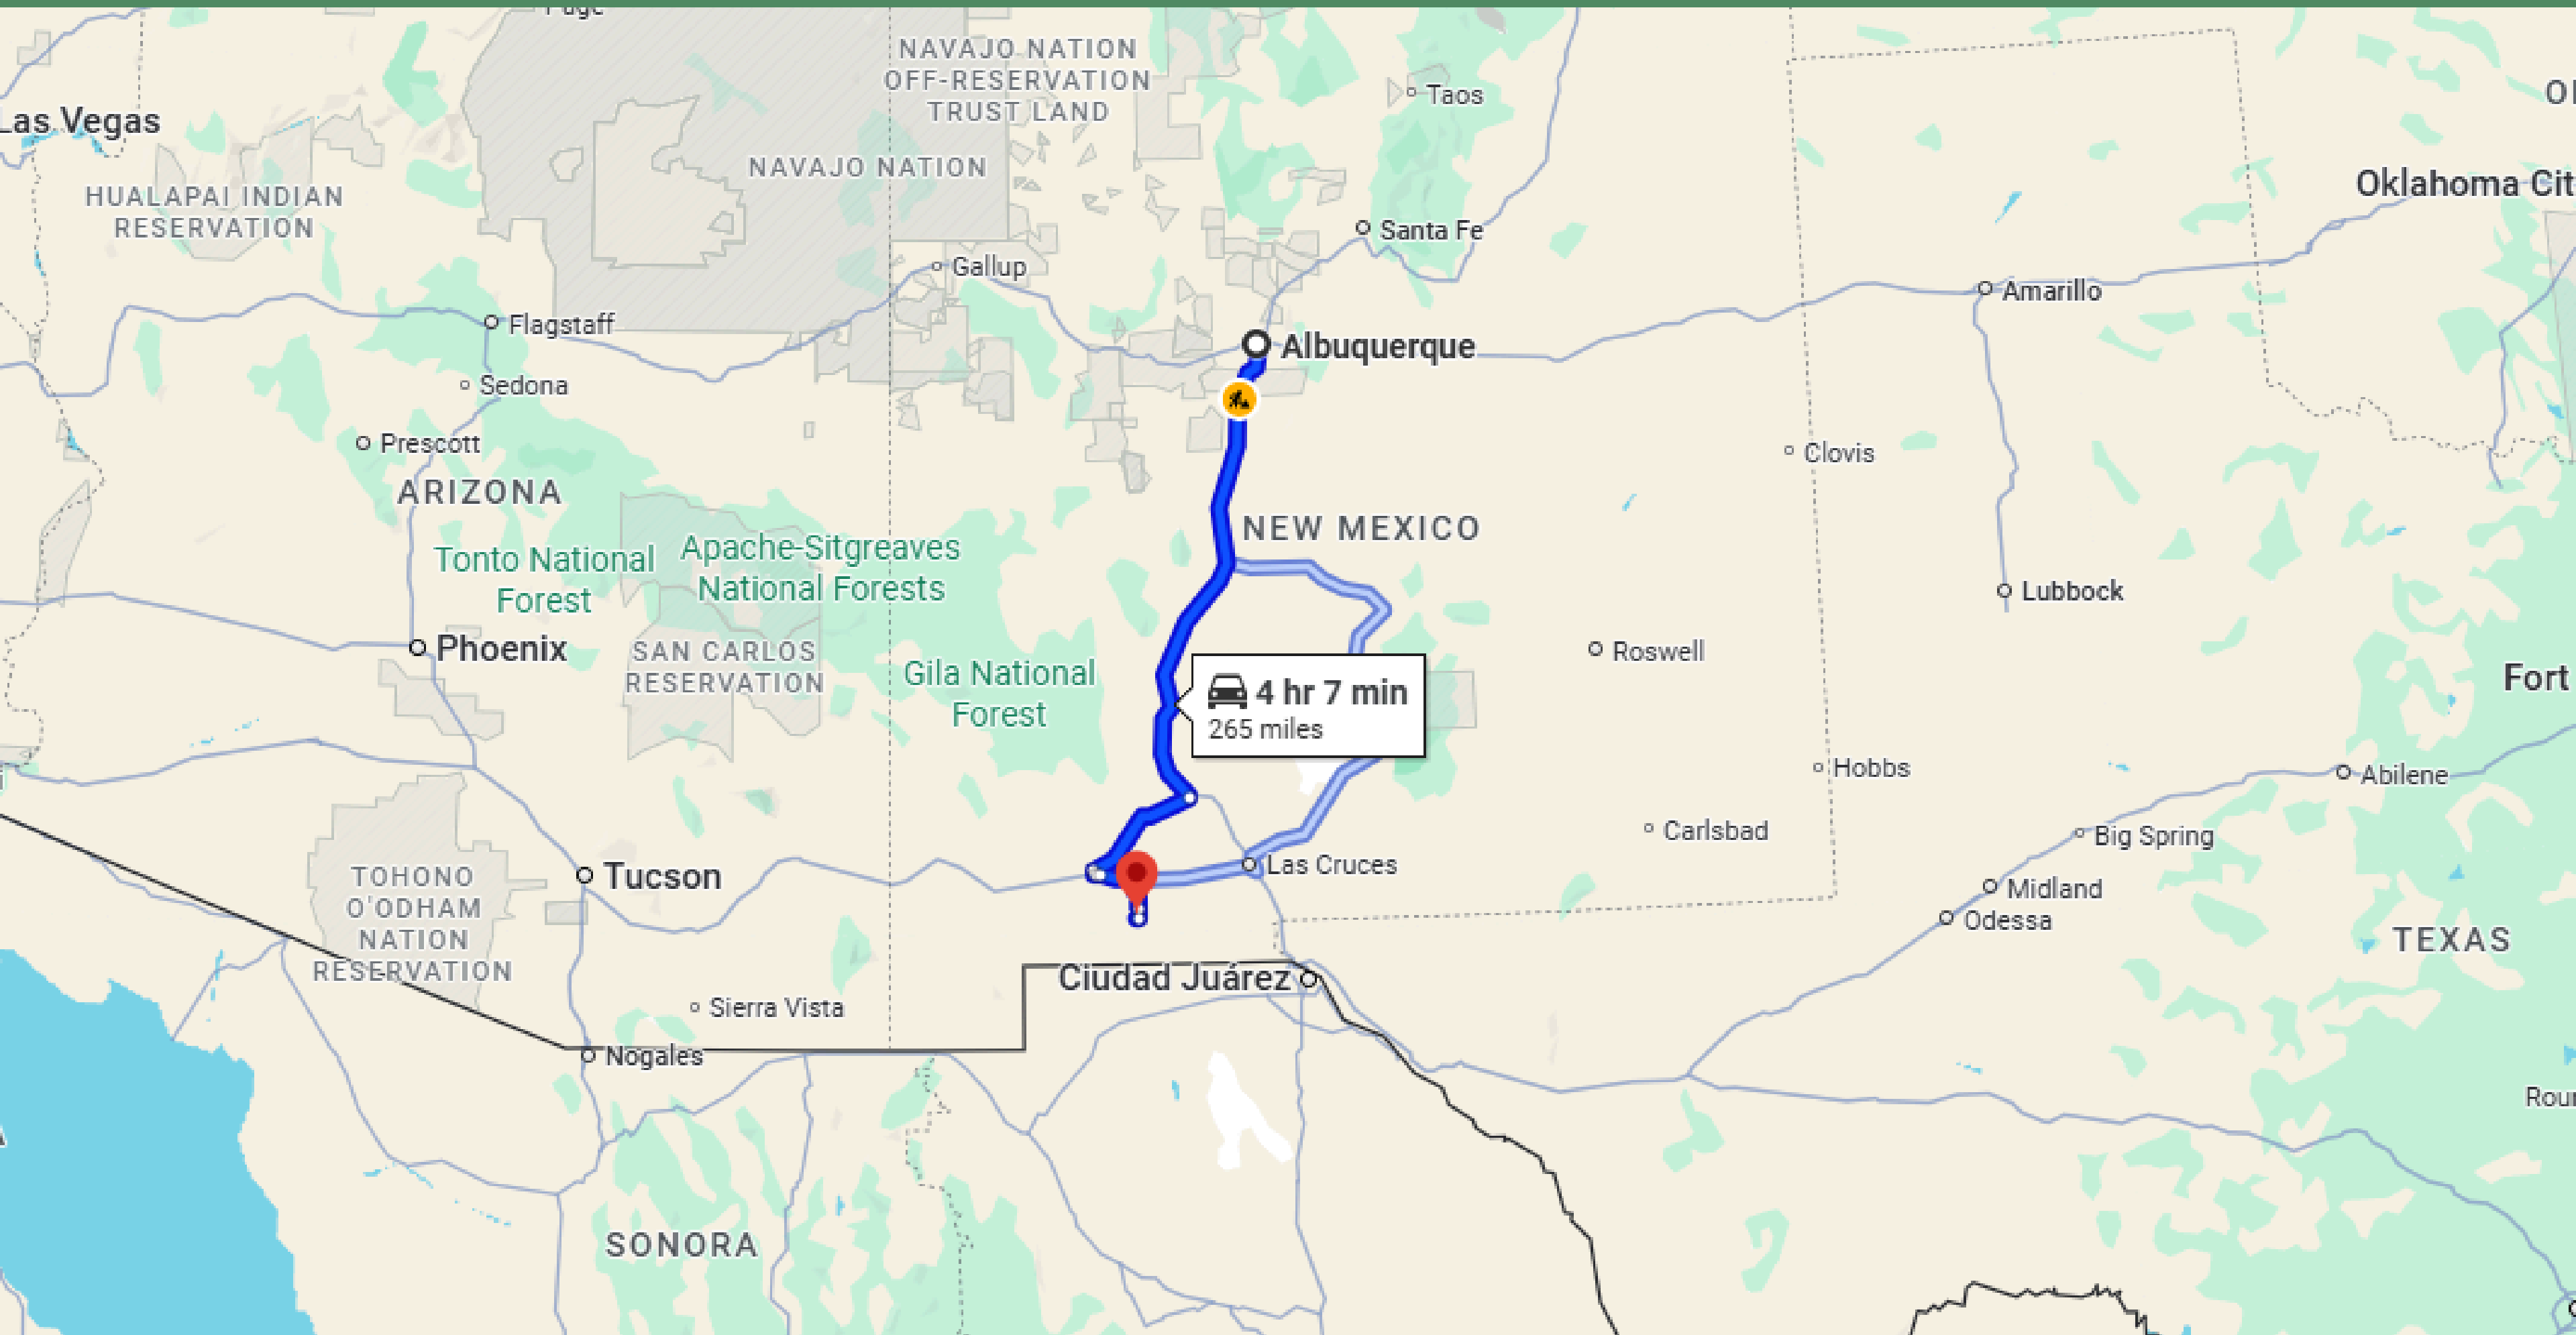 Page
NAVAJO NATION
OFF-RESERVATION
TRUST LAND
Taos
Las Vegas
NAVAJO NATION
HUALAPAI INDIAN
RESERVATION
Oklahoma Cit
Santa Fe
Gallup
Amarillo
Flagstaff
Albuquerque
Sedona
Prescott
Clovis
ARIZONA
NEW MEXICO
Tonto National
Forest
Apache-Sitgreaves
National Forests
Lubbock
Phoenix
SAN CARLOS
RESERVATION
Roswell
Gila National
Forest
Fort
4 hr 7 min
265 miles
Hobbs
Abilene
Carlsbad
Big Spring
Las Cruces
Tucson
TOHONO
O'ODHAM
NATION
RESERVATION
Midland
Odessa
TEXAS
Ciudad Juárez
Sierra Vista
Nogales
Rou
SONORA